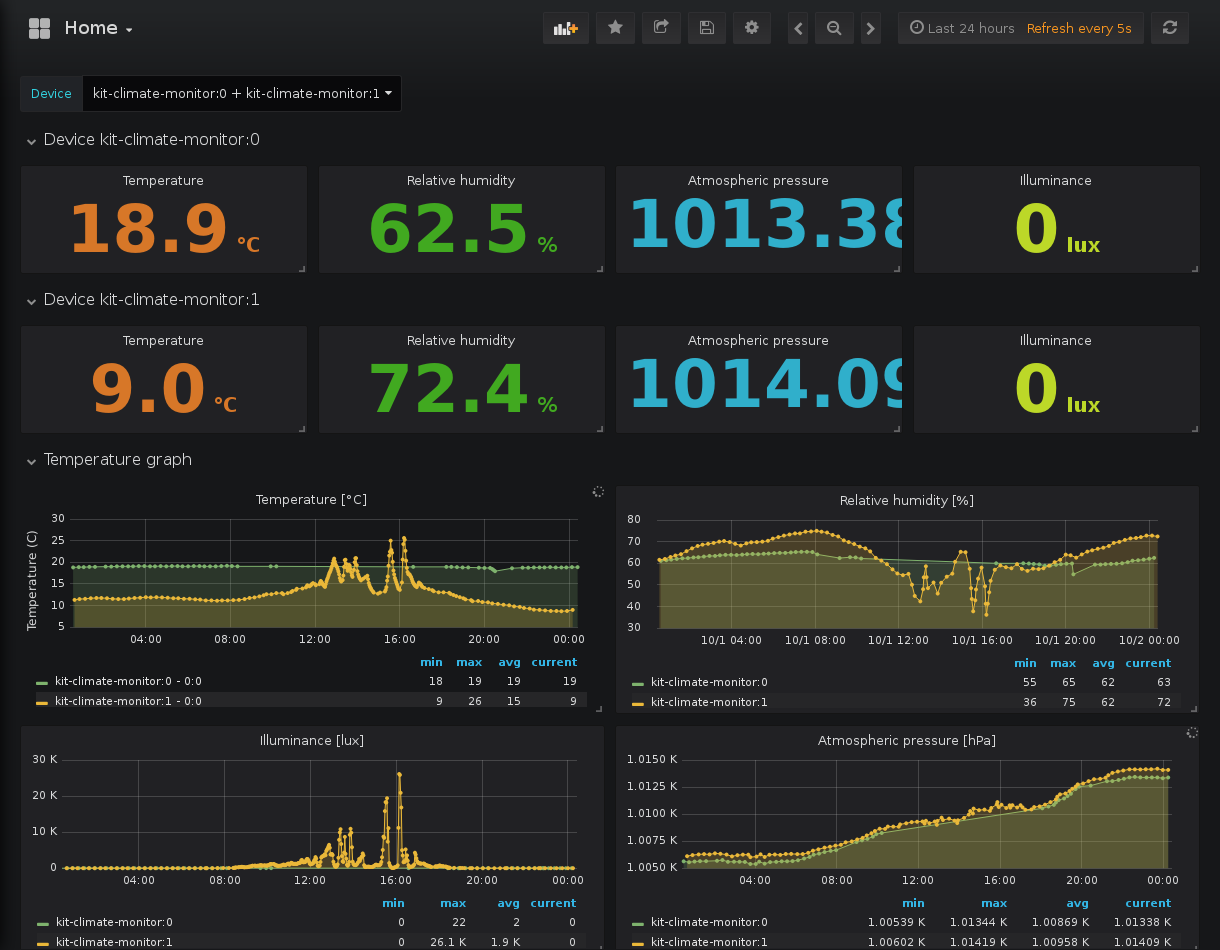 Home
Last 24 hours Refresh every 5s
Device kit-climate-monitor:0 + kit-climate-monitor:1
Device kit-climate-monitor:0
Temperature Relative humidity Atmospheric pressure Illuminance
18.9 °C 62.5 % 1013.38 0 lux
Device kit-climate-monitor:1
Temperature Relative humidity Atmospheric pressure Illuminance
9.0 °C 72.4 % 1014.09 0 lux
Temperature graph
Temperature [°C]
Temperature (C)
30
25
20
15
10
5
04:00 08:00 12:00 16:00 20:00 00:00
min max avg current
kit-climate-monitor:0 - 0:0 18 19 19 19
kit-climate-monitor:1 - 0:0 9 26 15 9
Relative humidity [%]
80
70
60
50
40
30
10/1 04:00 10/1 08:00 10/1 12:00 10/1 16:00 10/1 20:00 10/2 00:00
min max avg current
kit-climate-monitor:0 55 65 62 63
kit-climate-monitor:1 36 75 62 72
Illuminance [lux]
30 K
20 K
10 K
0
04:00 08:00 12:00 16:00 20:00 00:00
min max avg current
kit-climate-monitor:0 0 22 2 0
kit-climate-monitor:1 0 26.1 K 1.9 K 0
Atmospheric pressure [hPa]
1.0150 K
1.0125 K
1.0100 K
1.0075 K
1.0050 K
04:00 08:00 12:00 16:00 20:00 00:00
min max avg current
kit-climate-monitor:0 1.00539 K 1.01344 K 1.00869 K 1.01338 K
kit-climate-monitor:1 1.00602 K 1.01419 K 1.00958 K 1.01409 K